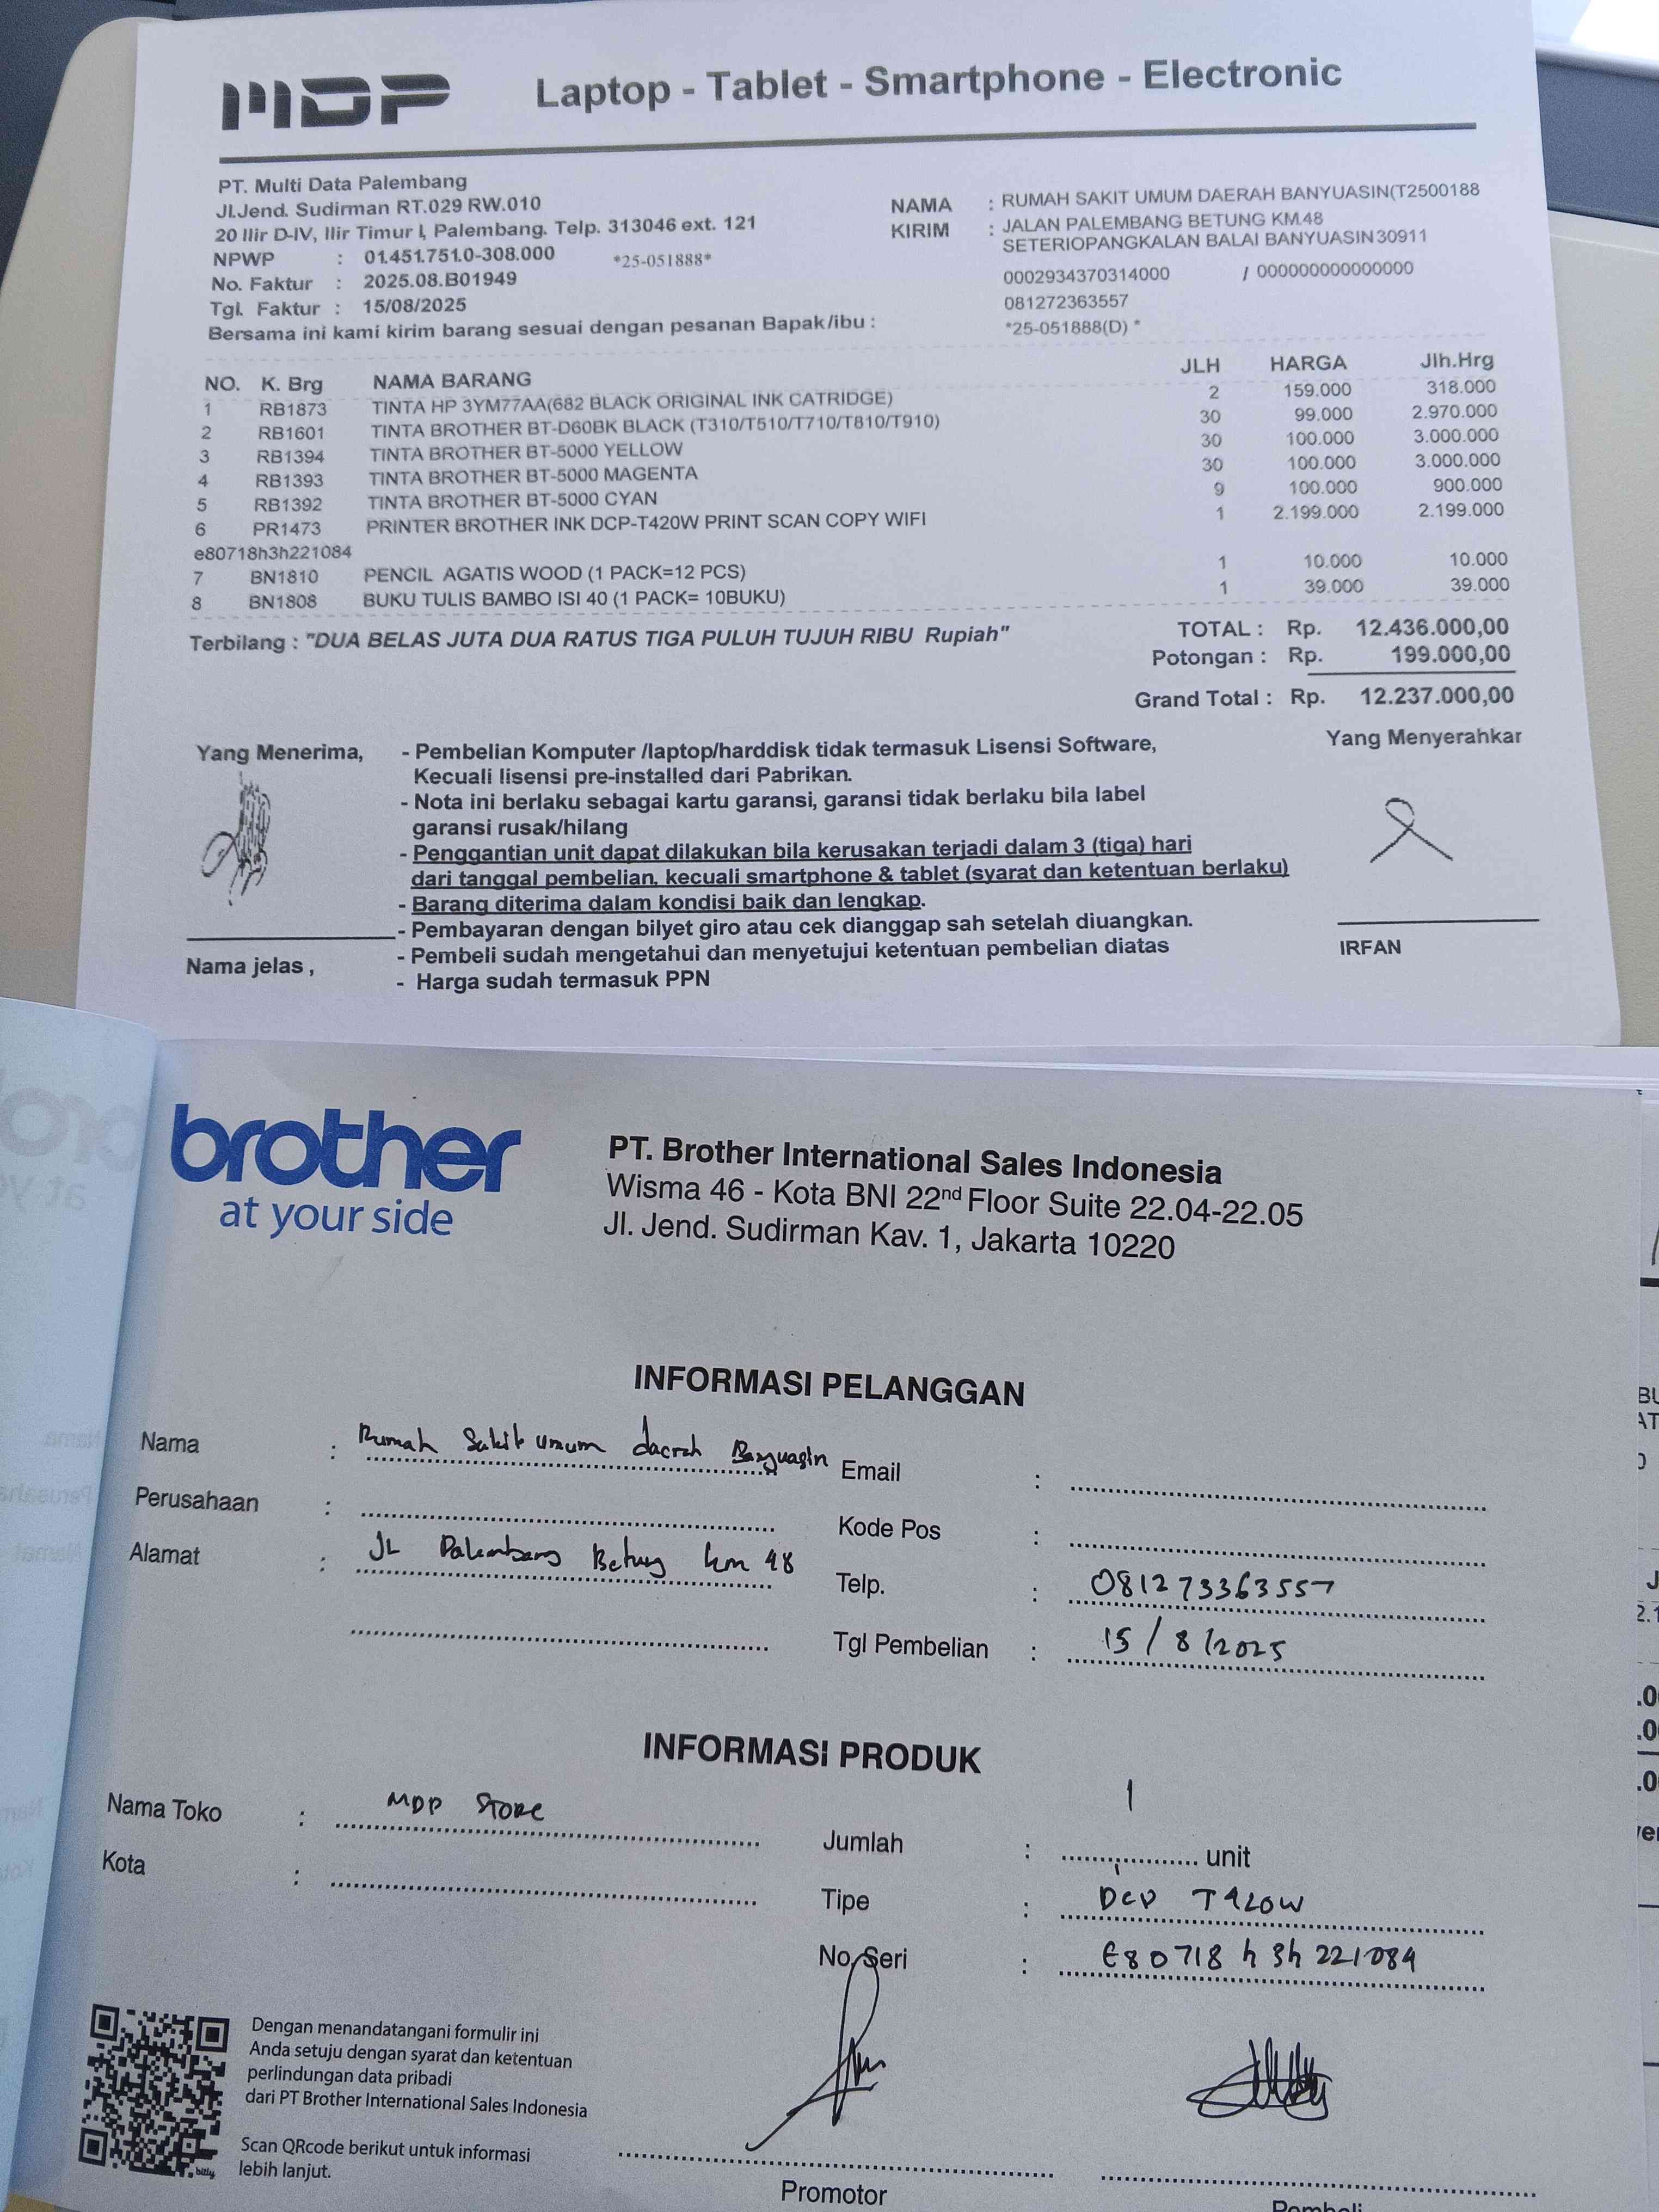 MDP Laptop - Tablet - Smartphone - Electronic
PT. Multi Data Palembang
Jl.Jend. Sudirman RT.029 RW.010
20 Ilir D-IV, Ilir Timur I, Palembang. Telp. 313046 ext. 121
NPWP : 01.451.751.0-308.000 *25-051888*
No. Faktur : 2025.08.B01949
Tgl. Faktur : 15/08/2025
Bersama ini kami kirim barang sesuai dengan pesanan Bapak/ibu :
NAMA : RUMAH SAKIT UMUM DAERAH BANYUASIN(T2500188
KIRIM : JALAN PALEMBANG BETUNG KM.48
SETERIOPANGKALAN BALAI BANYUASIN30911
0002934370314000 / 000000000000000
081272363557
*25-051888(D) *
NO. K. Brg NAMA BARANG JLH HARGA Jlh.Hrg
1 RB1873 TINTA HP 3YM77AA(682 BLACK ORIGINAL INK CATRIDGE) 2 159.000 318.000
2 RB1601 TINTA BROTHER BT-D60BK BLACK (T310/T510/T710/T810/T910) 30 99.000 2.970.000
3 RB1394 TINTA BROTHER BT-5000 YELLOW 30 100.000 3.000.000
4 RB1393 TINTA BROTHER BT-5000 MAGENTA 30 100.000 3.000.000
5 RB1392 TINTA BROTHER BT-5000 CYAN 9 100.000 900.000
6 PR1473 PRINTER BROTHER INK DCP-T420W PRINT SCAN COPY WIFI 1 2.199.000 2.199.000
e80718h3h221084
7 BN1810 PENCIL AGATIS WOOD (1 PACK=12 PCS) 1 10.000 10.000
8 BN1808 BUKU TULIS BAMBO ISI 40 (1 PACK= 10BUKU) 1 39.000 39.000
Terbilang : "DUA BELAS JUTA DUA RATUS TIGA PULUH TUJUH RIBU Rupiah"
TOTAL : Rp. 12.436.000,00
Potongan : Rp. 199.000,00
Grand Total : Rp. 12.237.000,00
Yang Menerima,
- Pembelian Komputer /laptop/harddisk tidak termasuk Lisensi Software,
Kecuali lisensi pre-installed dari Pabrikan.
- Nota ini berlaku sebagai kartu garansi, garansi tidak berlaku bila label
garansi rusak/hilang
- Penggantian unit dapat dilakukan bila kerusakan terjadi dalam 3 (tiga) hari
dari tanggal pembelian, kecuali smartphone & tablet (syarat dan ketentuan berlaku)
- Barang diterima dalam kondisi baik dan lengkap.
- Pembayaran dengan bilyet giro atau cek dianggap sah setelah diuangkan.
- Pembeli sudah mengetahui dan menyetujui ketentuan pembelian diatas
- Harga sudah termasuk PPN
Nama jelas ,
Yang Menyerahkar
IRFAN
brother
at your side
PT. Brother International Sales Indonesia
Wisma 46 - Kota BNI 22nd Floor Suite 22.04-22.05
Jl. Jend. Sudirman Kav. 1, Jakarta 10220
INFORMASI PELANGGAN
Nama : Rumah Sakit umum daerah Banyuasin
Perusahaan :
Alamat : JL Palembang Betung km 48
Email :
Kode Pos :
Telp. : 081273363557
Tgl Pembelian : 15/8/2025
INFORMASI PRODUK
Nama Toko : MDP Store
Kota :
Jumlah : 1 unit
Tipe : DCP T420W
No. Seri : E80718h3h221084
Dengan menandatangani formulir ini
Anda setuju dengan syarat dan ketentuan
perlindungan data pribadi
dari PT Brother International Sales Indonesia
Scan QRcode berikut untuk informasi
lebih lanjut.
bitly
Promotor
Pembeli